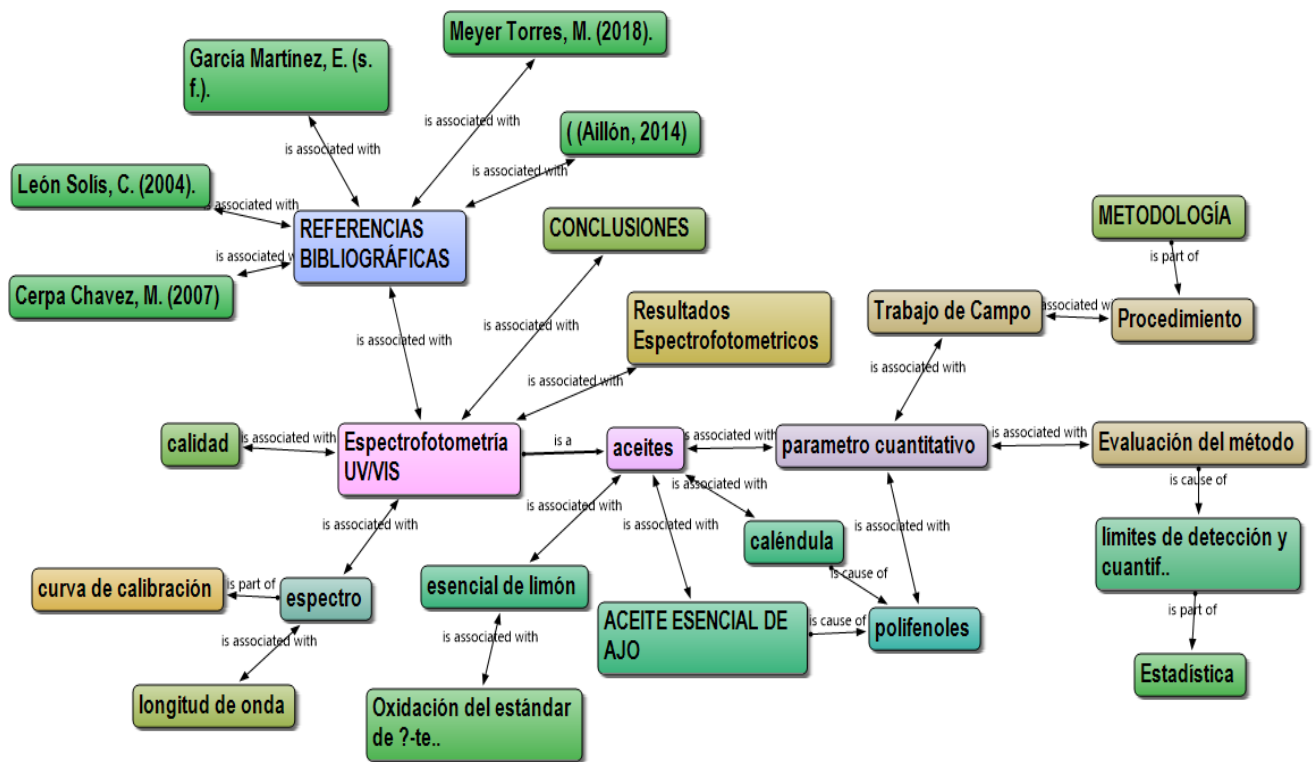 Meyer Torres, M. (2018).
García Martínez, E. (s.
f.).
is associated with
is associated with
( (Aillón, 2014)
is associated with
León Solís, C. (2004).
is associated with
REFERENCIAS
BIBLIOGRÁFICAS
CONCLUSIONES
METODOLOGÍA
is associated w
Cerpa Chavez, M. (2007)
is part of
Resultados
Espectrofotometricos
Trabajo de Campo
associated w
Procedimiento
is associated with
is associated with
is associated with
is associated with
calidad
is associated with
Espectrofotometría
UV/VIS
is a
aceites
is associated with
parametro cuantitativo
is associated with
Evaluación del método
is cause of
is associated with
is associated with
is associated with
is associated with
is associated with
caléndula
límites de detección y
cuantif..
curva de calibración
is part of
espectro
esencial de limón
is cause of
ACEITE ESENCIAL DE
AJO
is cause of
polifenoles
is part of
is associated with
is associated with
Estadística
longitud de onda
Oxidación del estándar
de ?-te..